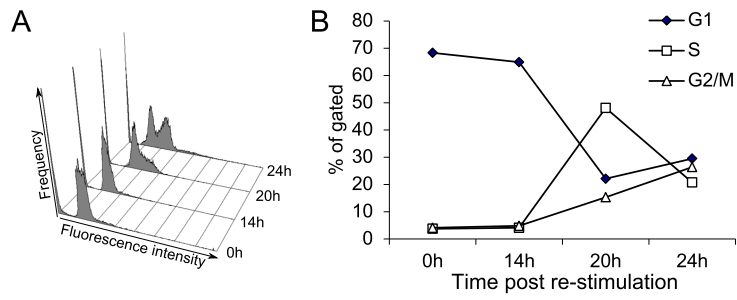 A
Frequency
Fluorescence intensity
0h
14h
20h
24h
B
% of gated
80
70
60
50
40
30
20
10
0
0h 14h 20h 24h
Time post re-stimulation
G1
S
G2/M